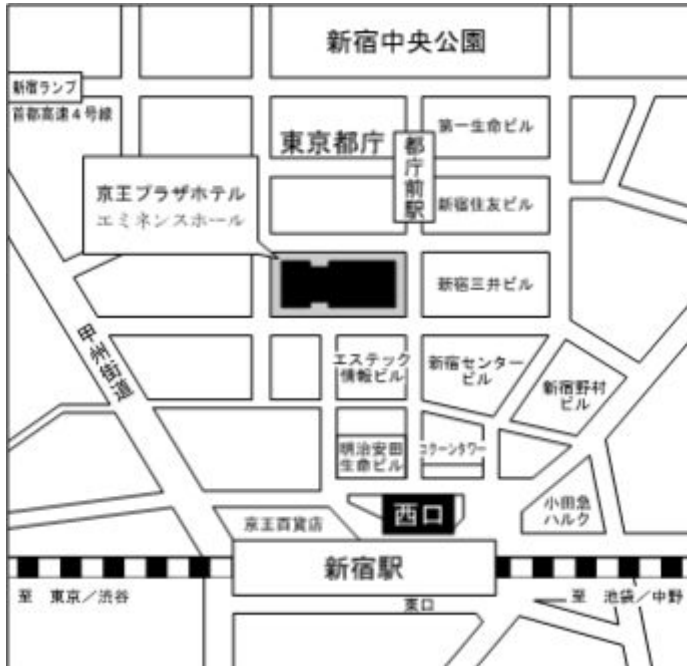 新宿中央公園
新宿ランプ
首都高速4号線
第一生命ビル
東京都庁
都庁前駅
京王プラザホテル
エミネンスホール
新宿住友ビル
新宿三井ビル
甲州街道
エステック
情報ビル
新宿センター
ビル
新宿野村
ビル
明治安田
生命ビル
コクーンタワー
小田急
ハルク
西口
京王百貨店
新宿駅
至 東京／渋谷
東口
至 池袋／中野